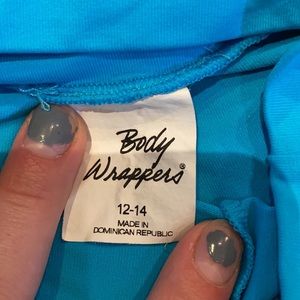 Body
Wrappers®
12-14
MADE IN
DOMINICAN REPUBLIC